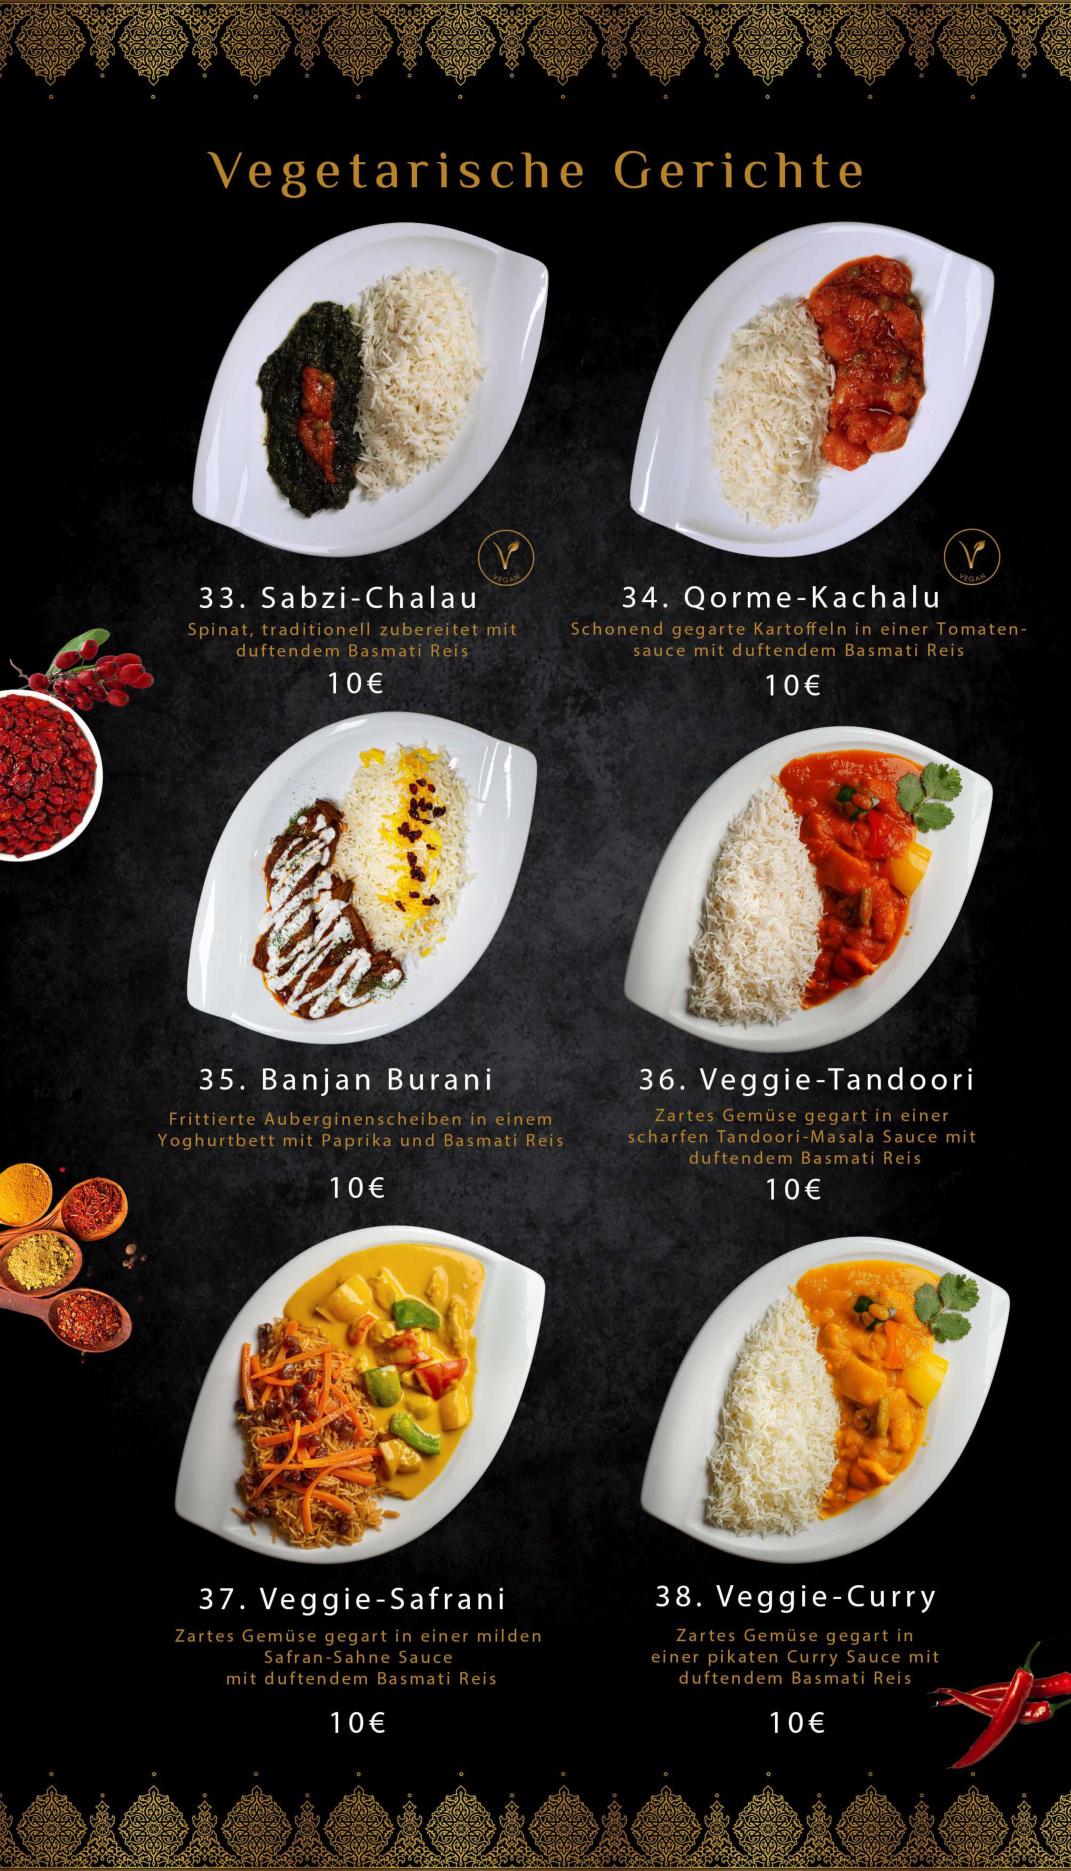 Vegetarische Gerichte
VEGAN
33. Sabzi-Chalau
Spinat, traditionell zubereitet mit
duftendem Basmati Reis
10€
VEGAN
34. Qorme-Kachalu
Schonend gegarte Kartoffeln in einer Tomaten-
sauce mit duftendem Basmati Reis
10€
35. Banjan Burani
Frittierte Auberginenscheiben in einem
Yoghurtbett mit Paprika und Basmati Reis
10€
36. Veggie-Tandoori
Zartes Gemüse gegart in einer
scharfen Tandoori-Masala Sauce mit
duftendem Basmati Reis
10€
37. Veggie-Safrani
Zartes Gemüse gegart in einer milden
Safran-Sahne Sauce
mit duftendem Basmati Reis
10€
38. Veggie-Curry
Zartes Gemüse gegart in
einer pikaten Curry Sauce mit
duftendem Basmati Reis
10€